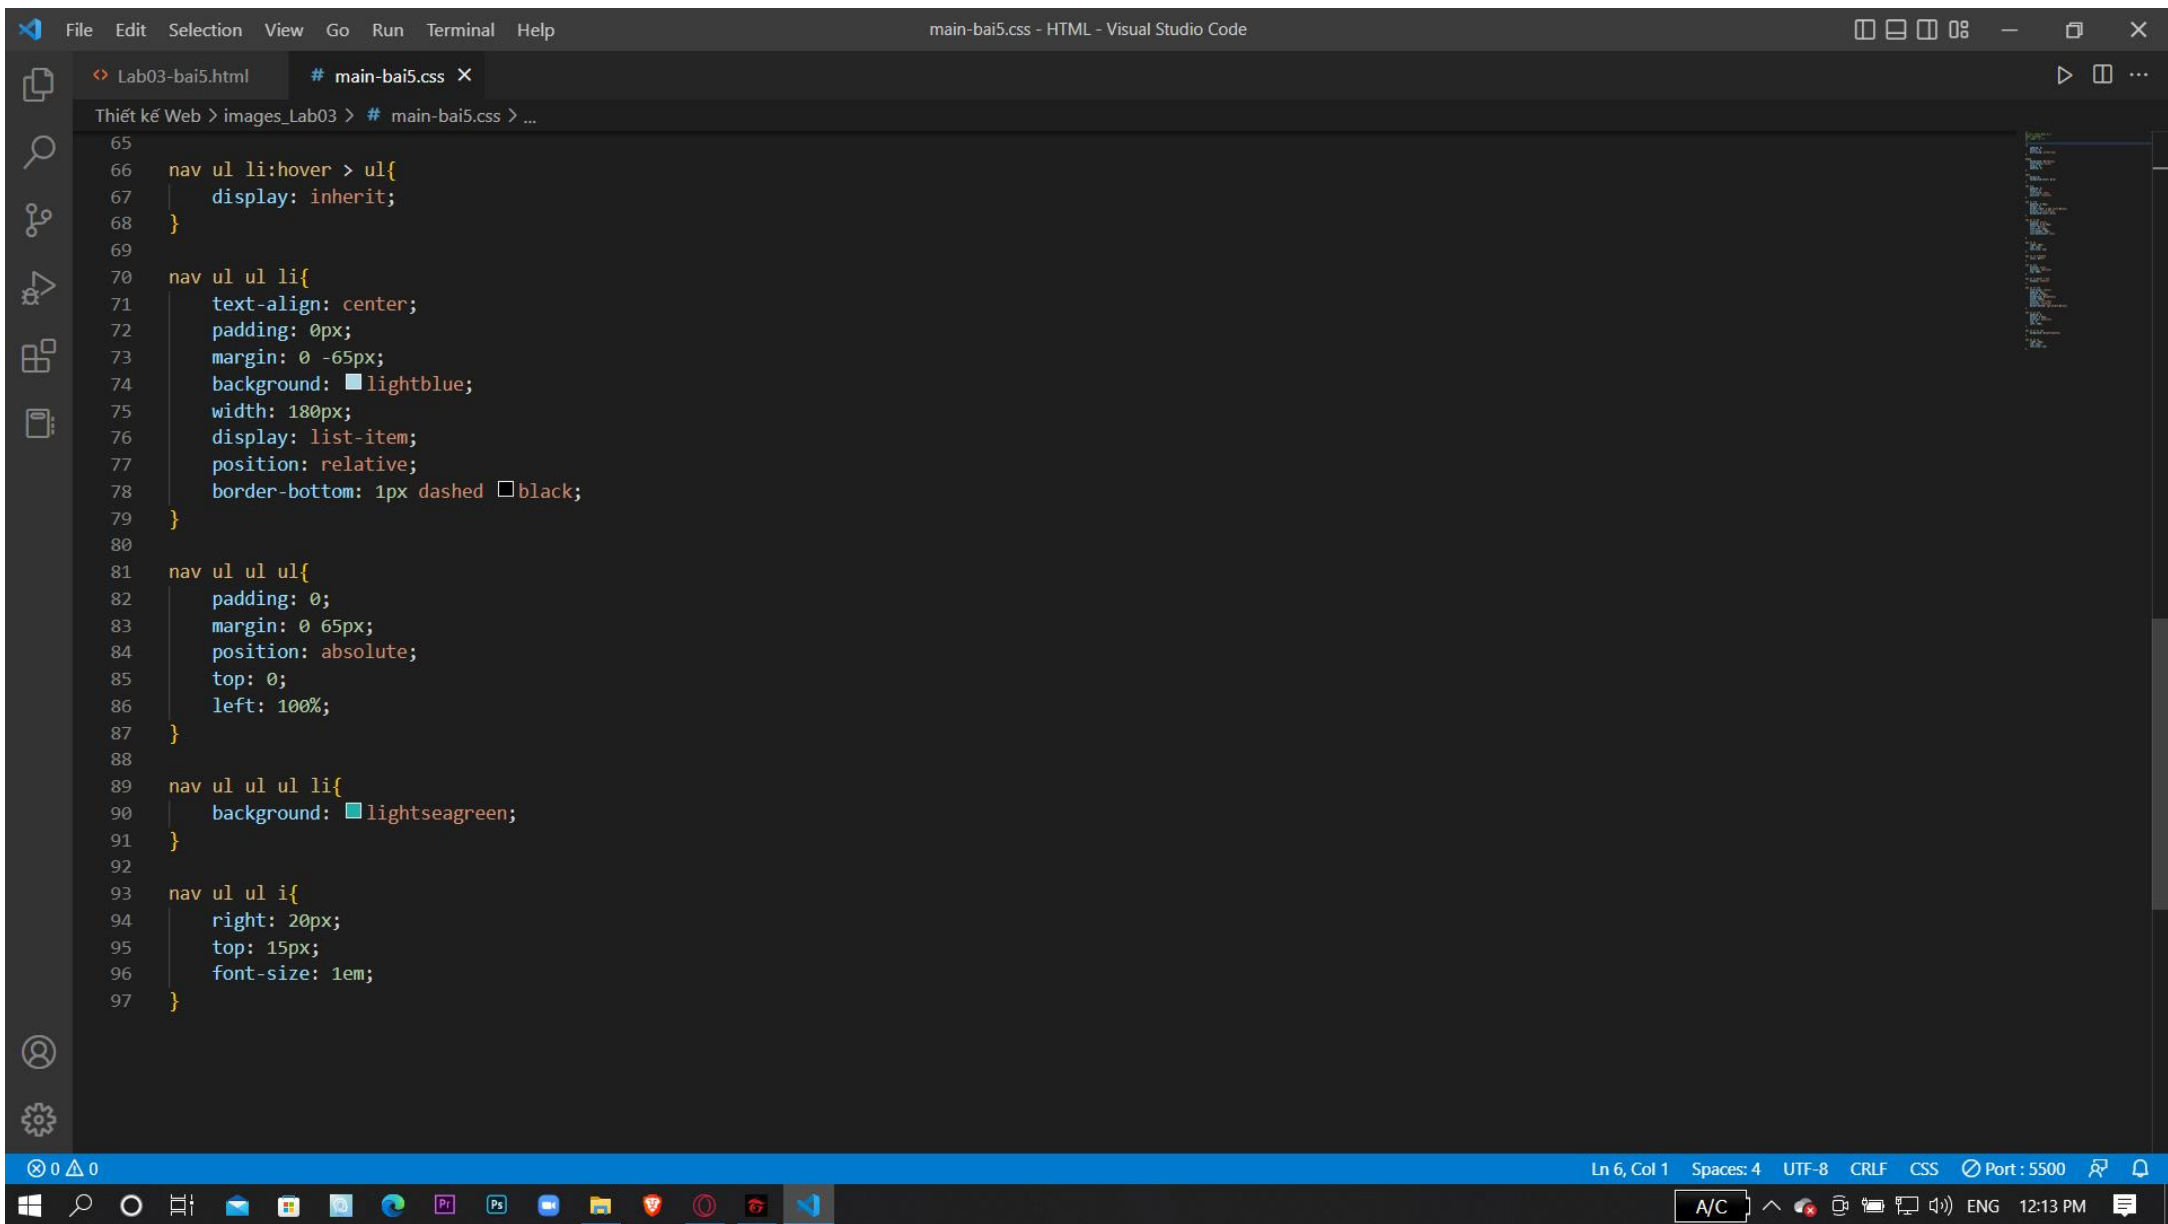 File Edit Selection View Go Run Terminal Help main-bai5.css - HTML - Visual Studio Code
Lab03-bai5.html # main-bai5.css
Thiết kế Web > images_Lab03 > # main-bai5.css > ...
65
66 nav ul li:hover > ul{
67 display: inherit;
68 }
69
70 nav ul ul li{
71 text-align: center;
72 padding: 0px;
73 margin: 0 -65px;
74 background: lightblue;
75 width: 180px;
76 display: list-item;
77 position: relative;
78 border-bottom: 1px dashed black;
79 }
80
81 nav ul ul ul{
82 padding: 0;
83 margin: 0 65px;
84 position: absolute;
85 top: 0;
86 left: 100%;
87 }
88
89 nav ul ul ul li{
90 background: lightseagreen;
91 }
92
93 nav ul ul i{
94 right: 20px;
95 top: 15px;
96 font-size: 1em;
97 }
0 0 Ln 6, Col 1 Spaces: 4 UTF-8 CRLF CSS Port : 5500
Pr Ps A/C ENG 12:13 PM